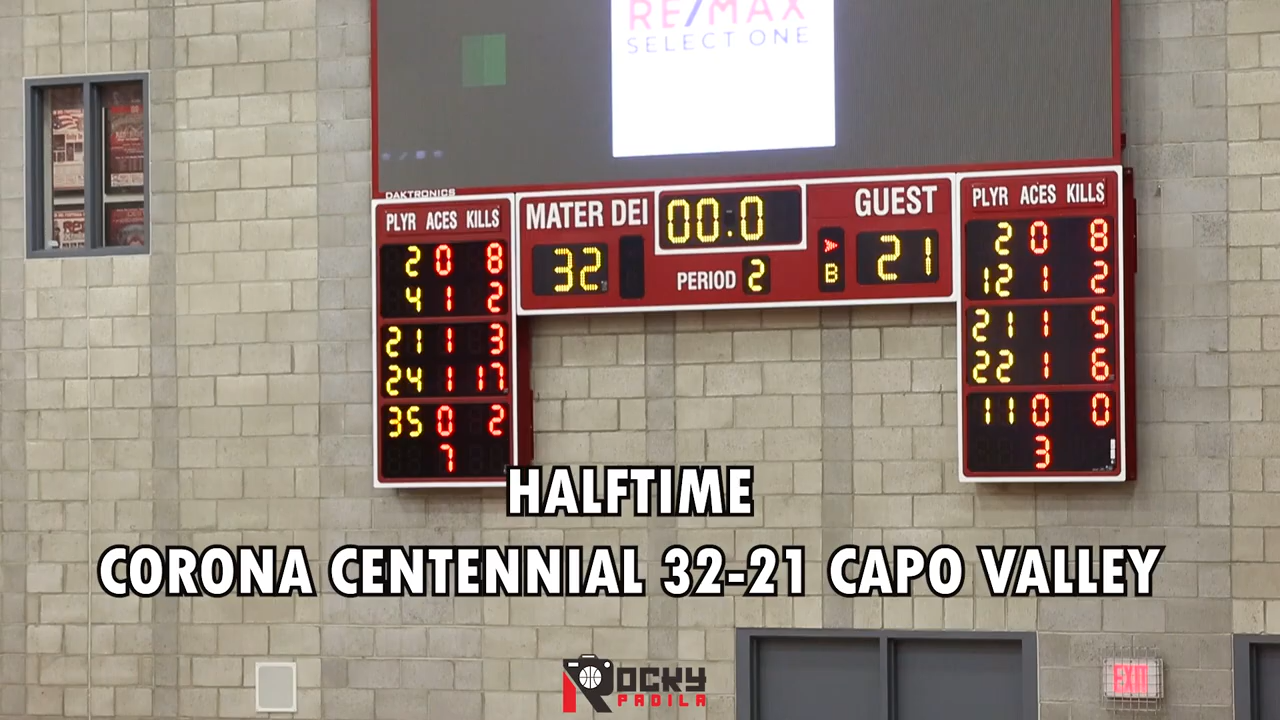 RE/MAX
SELECT ONE
DAKTRONICS
PLYR ACES KILLS
2 0 8
4 1 2
21 1 3
24 1 17
35 0 2
7
MATER DEI
32
00.0
PERIOD 2
B
GUEST
21
PLYR ACES KILLS
2 0 8
12 1 2
21 1 5
22 1 6
11 0 0
3
HALFTIME
CORONA CENTENNIAL 32-21 CAPO VALLEY
ROCKY
PADILA
EXIT